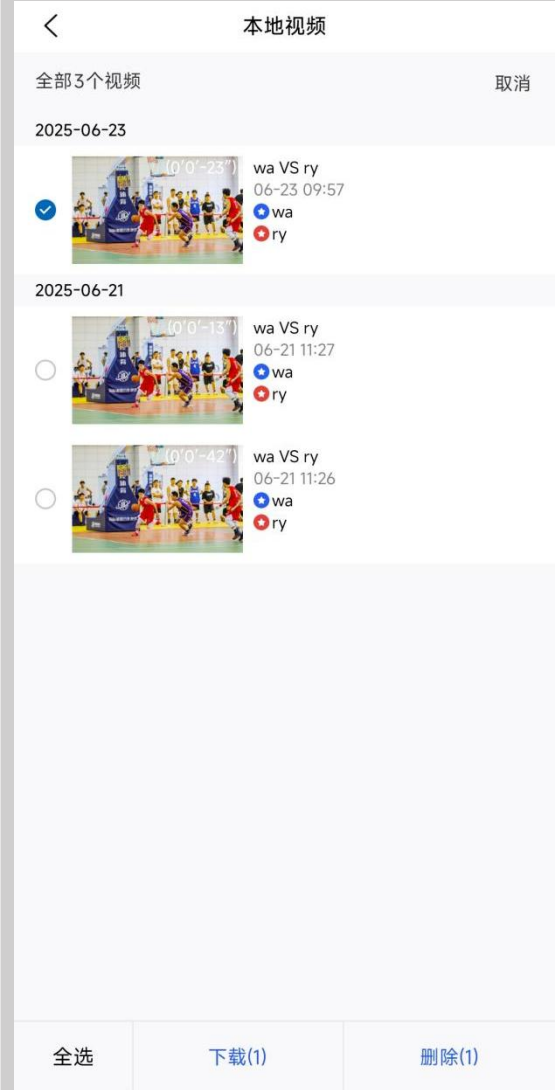 本地视频
全部3个视频
取消
2025-06-23
(0'0'-23")
wa VS ry
06-23 09:57
wa
ry
2025-06-21
(0'0'-13")
wa VS ry
06-21 11:27
wa
ry
(0'0'-42")
wa VS ry
06-21 11:26
wa
ry
全选
下载(1)
删除(1)